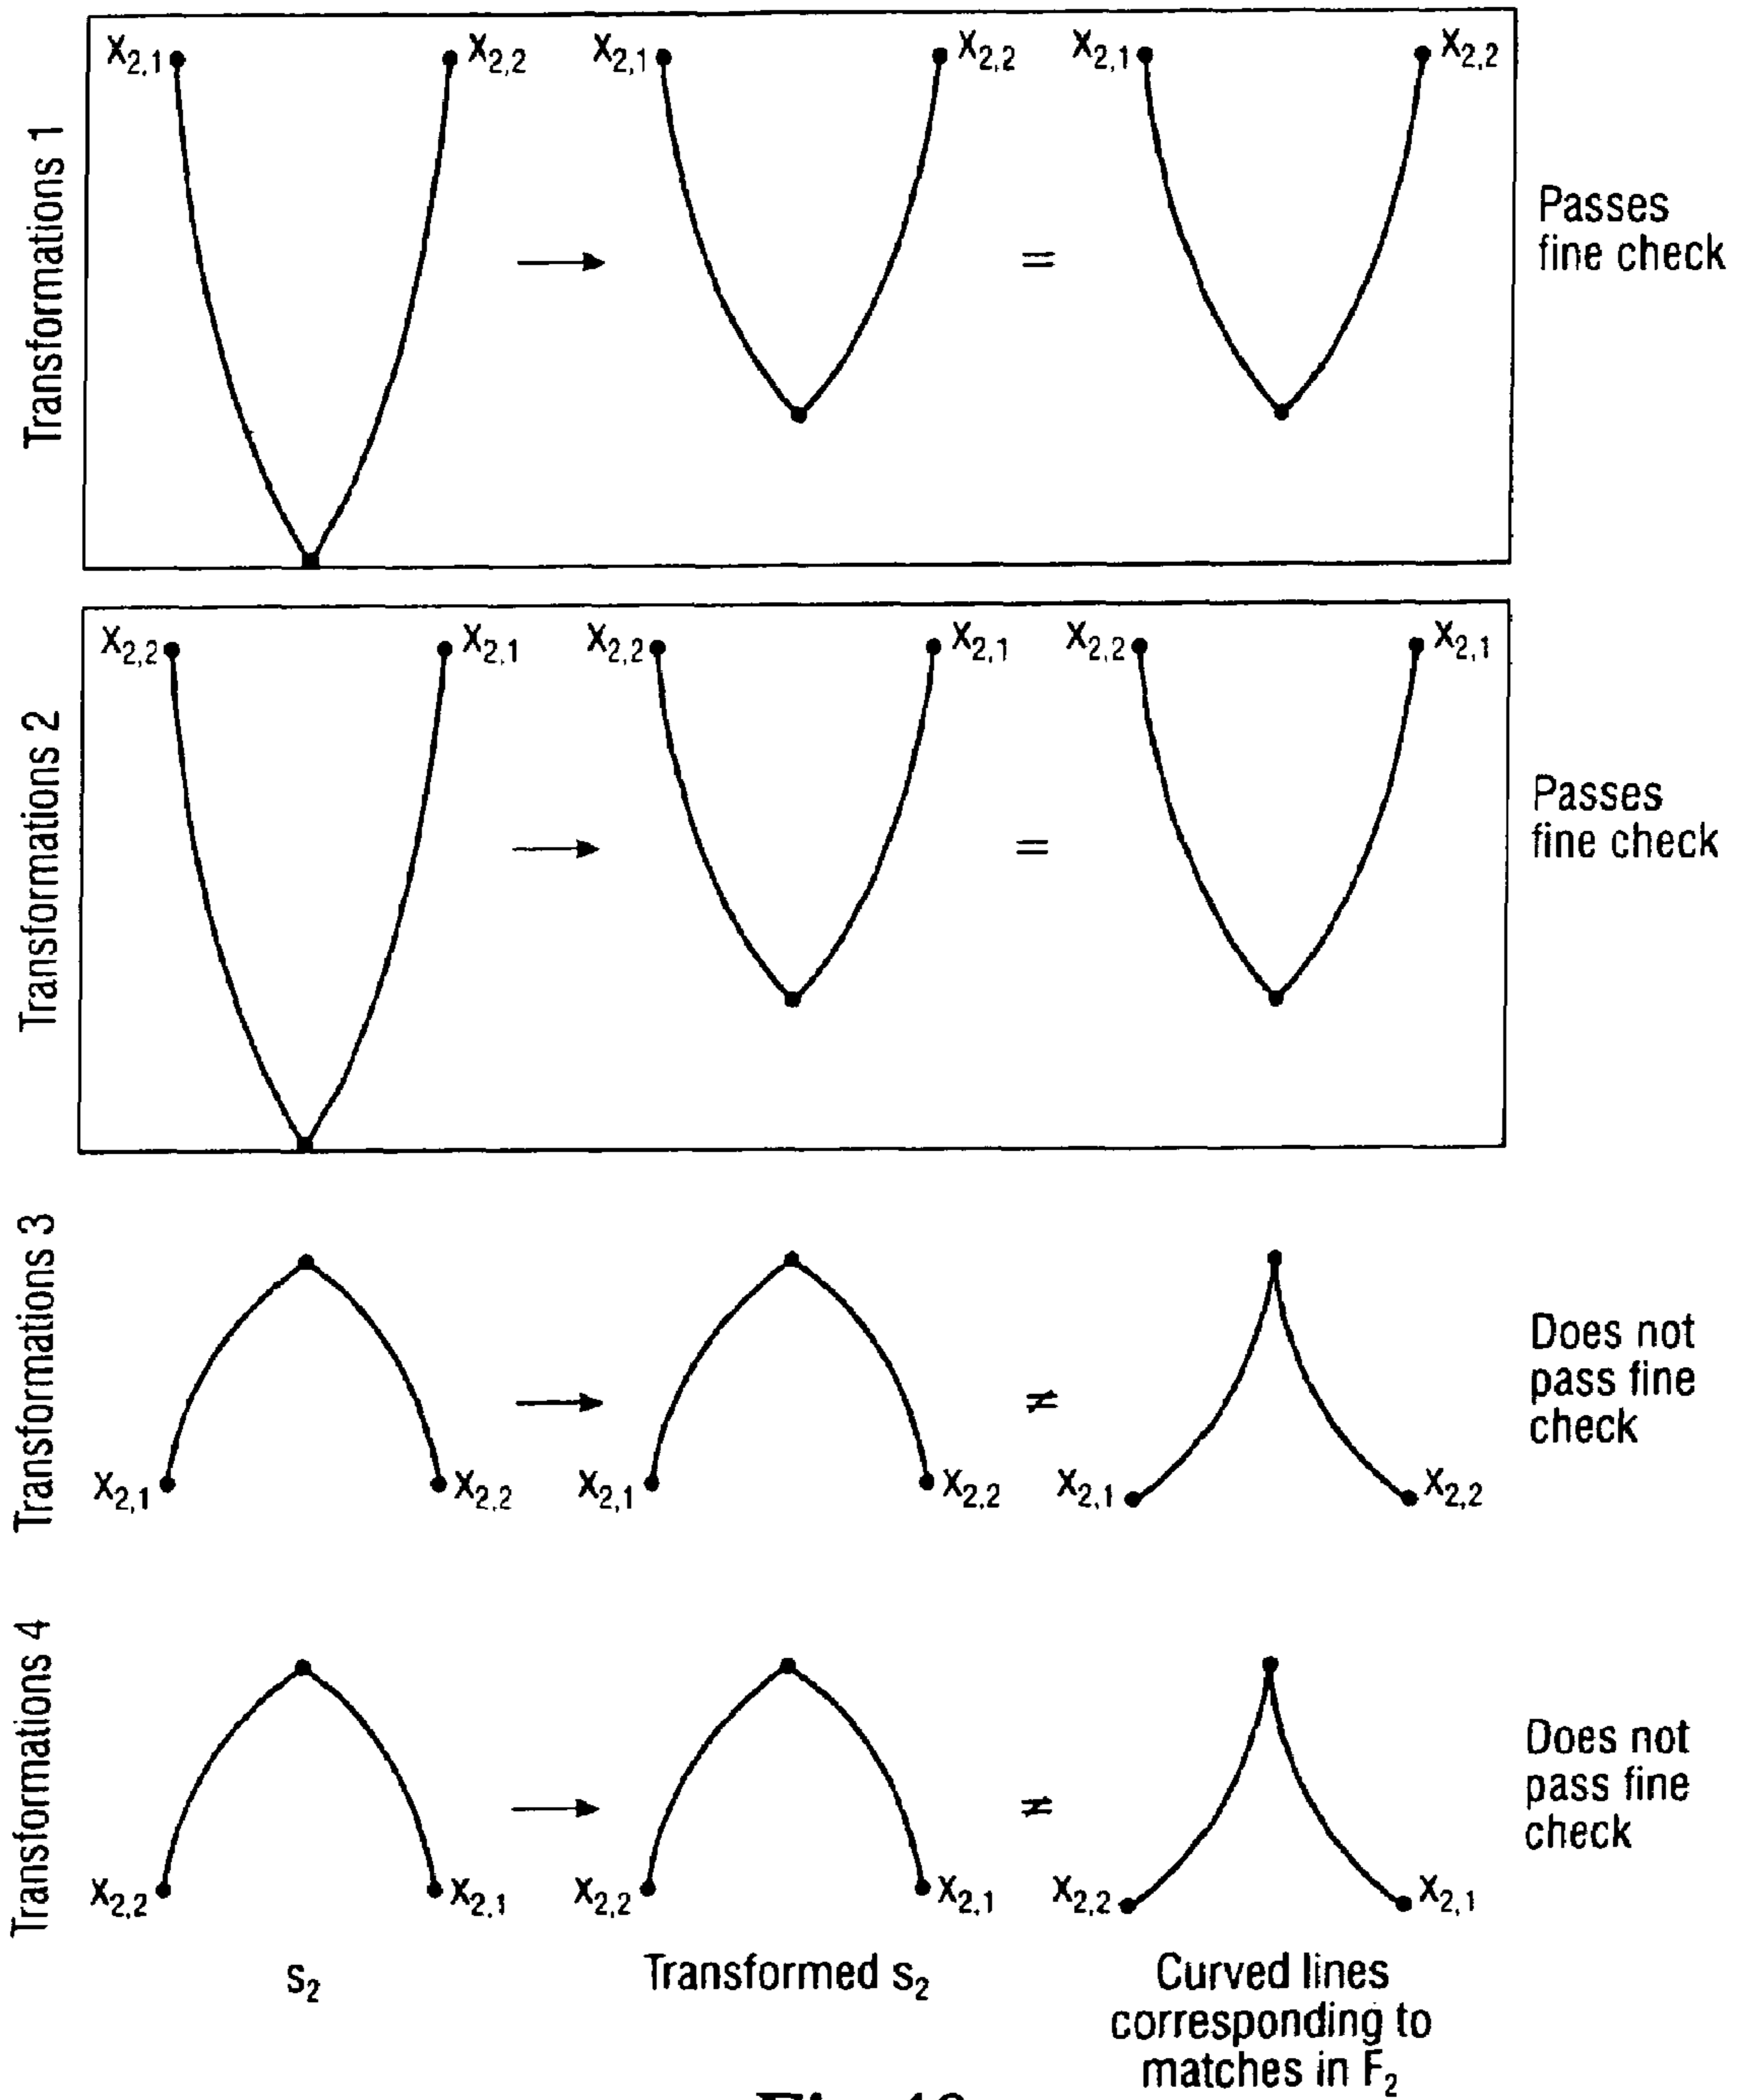 Transformations 1
X2,1 X2,2 X2,1 X2,2 X2,1 X2,2
→ =
Passes
fine check
Transformations 2
X2,2 X2,1 X2,2 X2,1 X2,2 X2,1
→ =
Passes
fine check
Transformations 3
→ ≠
Does not
pass fine
check
X2,1 X2,2 X2,1 X2,2 X2,1 X2,2
Transformations 4
→ ≠
Does not
pass fine
check
X2,2 X2,1 X2,2 X2,1 X2,2 X2,1
s2
Transformed s2
Curved lines
corresponding to
matches in F2